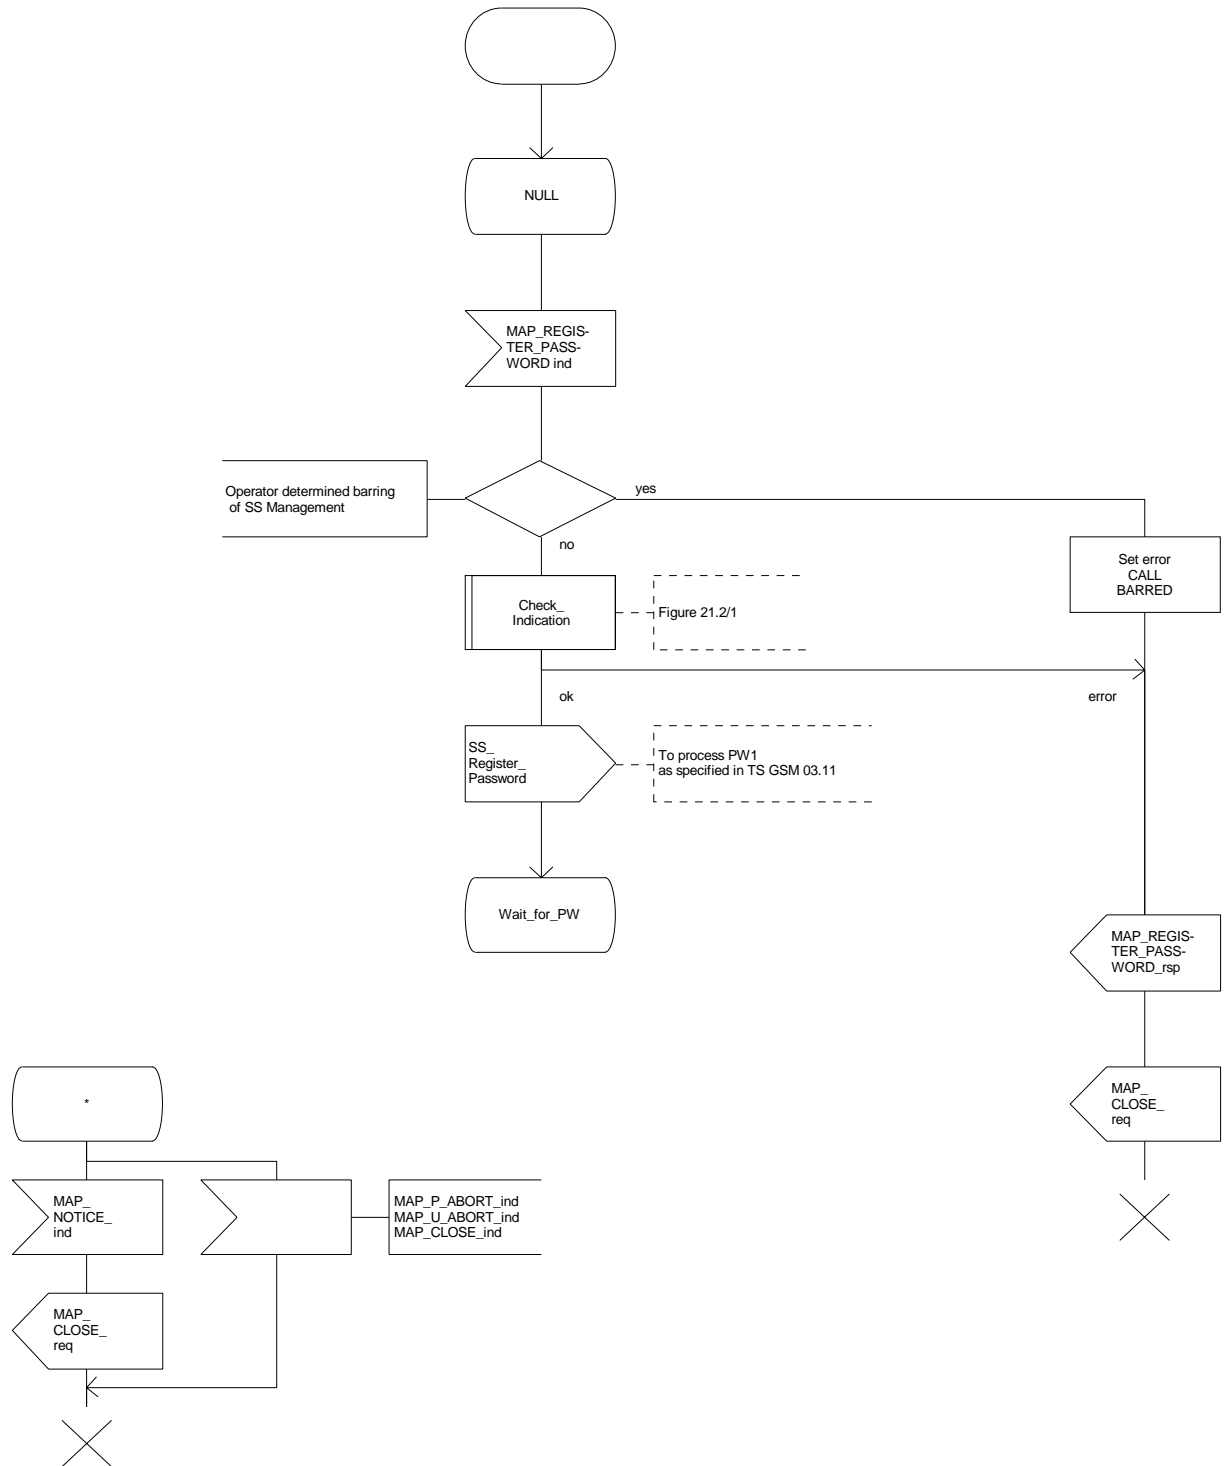 NULL
MAP_REGIS-
TER_PASS-
WORD ind
Operator determined barring
of SS Management
yes
no
Set error
CALL
BARRED
Check_
Indication
Figure 21.2/1
ok
error
SS_
Register_
Password
To process PW1
as specified in TS GSM 03.11
Wait_for_PW
MAP_REGIS-
TER_PASS-
WORD_rsp
MAP_
CLOSE_
req
*
MAP_
NOTICE_
ind
MAP_P_ABORT_ind
MAP_U_ABORT_ind
MAP_CLOSE_ind
MAP_
CLOSE_
req